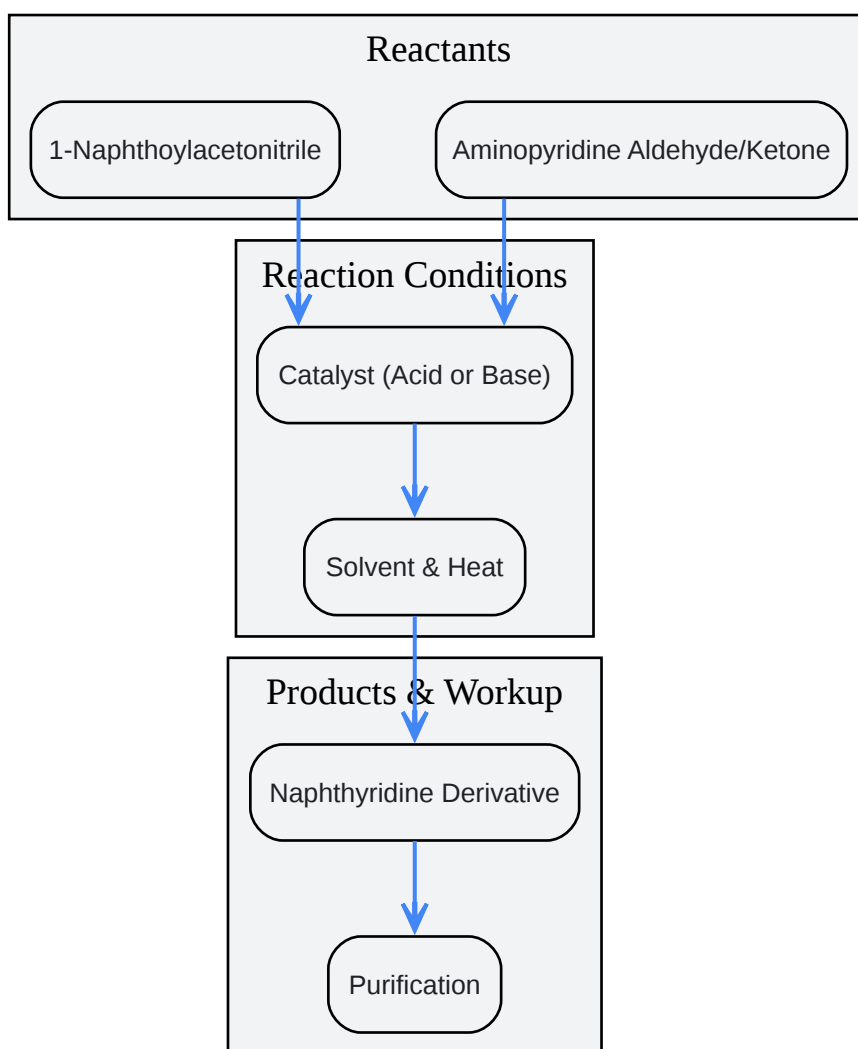 Reactants
1-Naphthoylacetonitrile
Aminopyridine Aldehyde/Ketone
Reaction Conditions
Catalyst (Acid or Base)
Solvent & Heat
Products & Workup
Naphthyridine Derivative
Purification